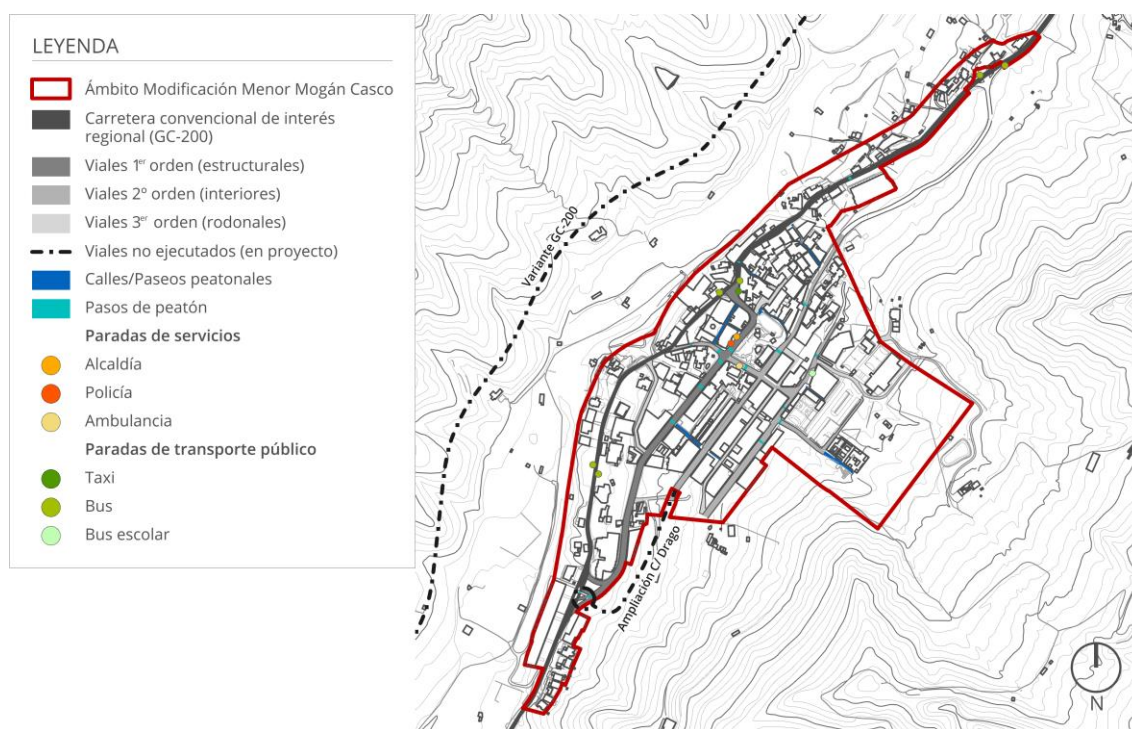 LEYENDA
Ámbito Modificación Menor Mogán Casco
Carretera convencional de interés
regional (GC-200)
Viales 1er orden (estructurales)
Viales 2º orden (interiores)
Viales 3er orden (rodonales)
Viales no ejecutados (en proyecto)
Calles/Paseos peatonales
Pasos de peatón
Paradas de servicios
Alcaldía
Policía
Ambulancia
Paradas de transporte público
Taxi
Bus
Bus escolar
Variante GC-200
Ampliación C/ Drago
N